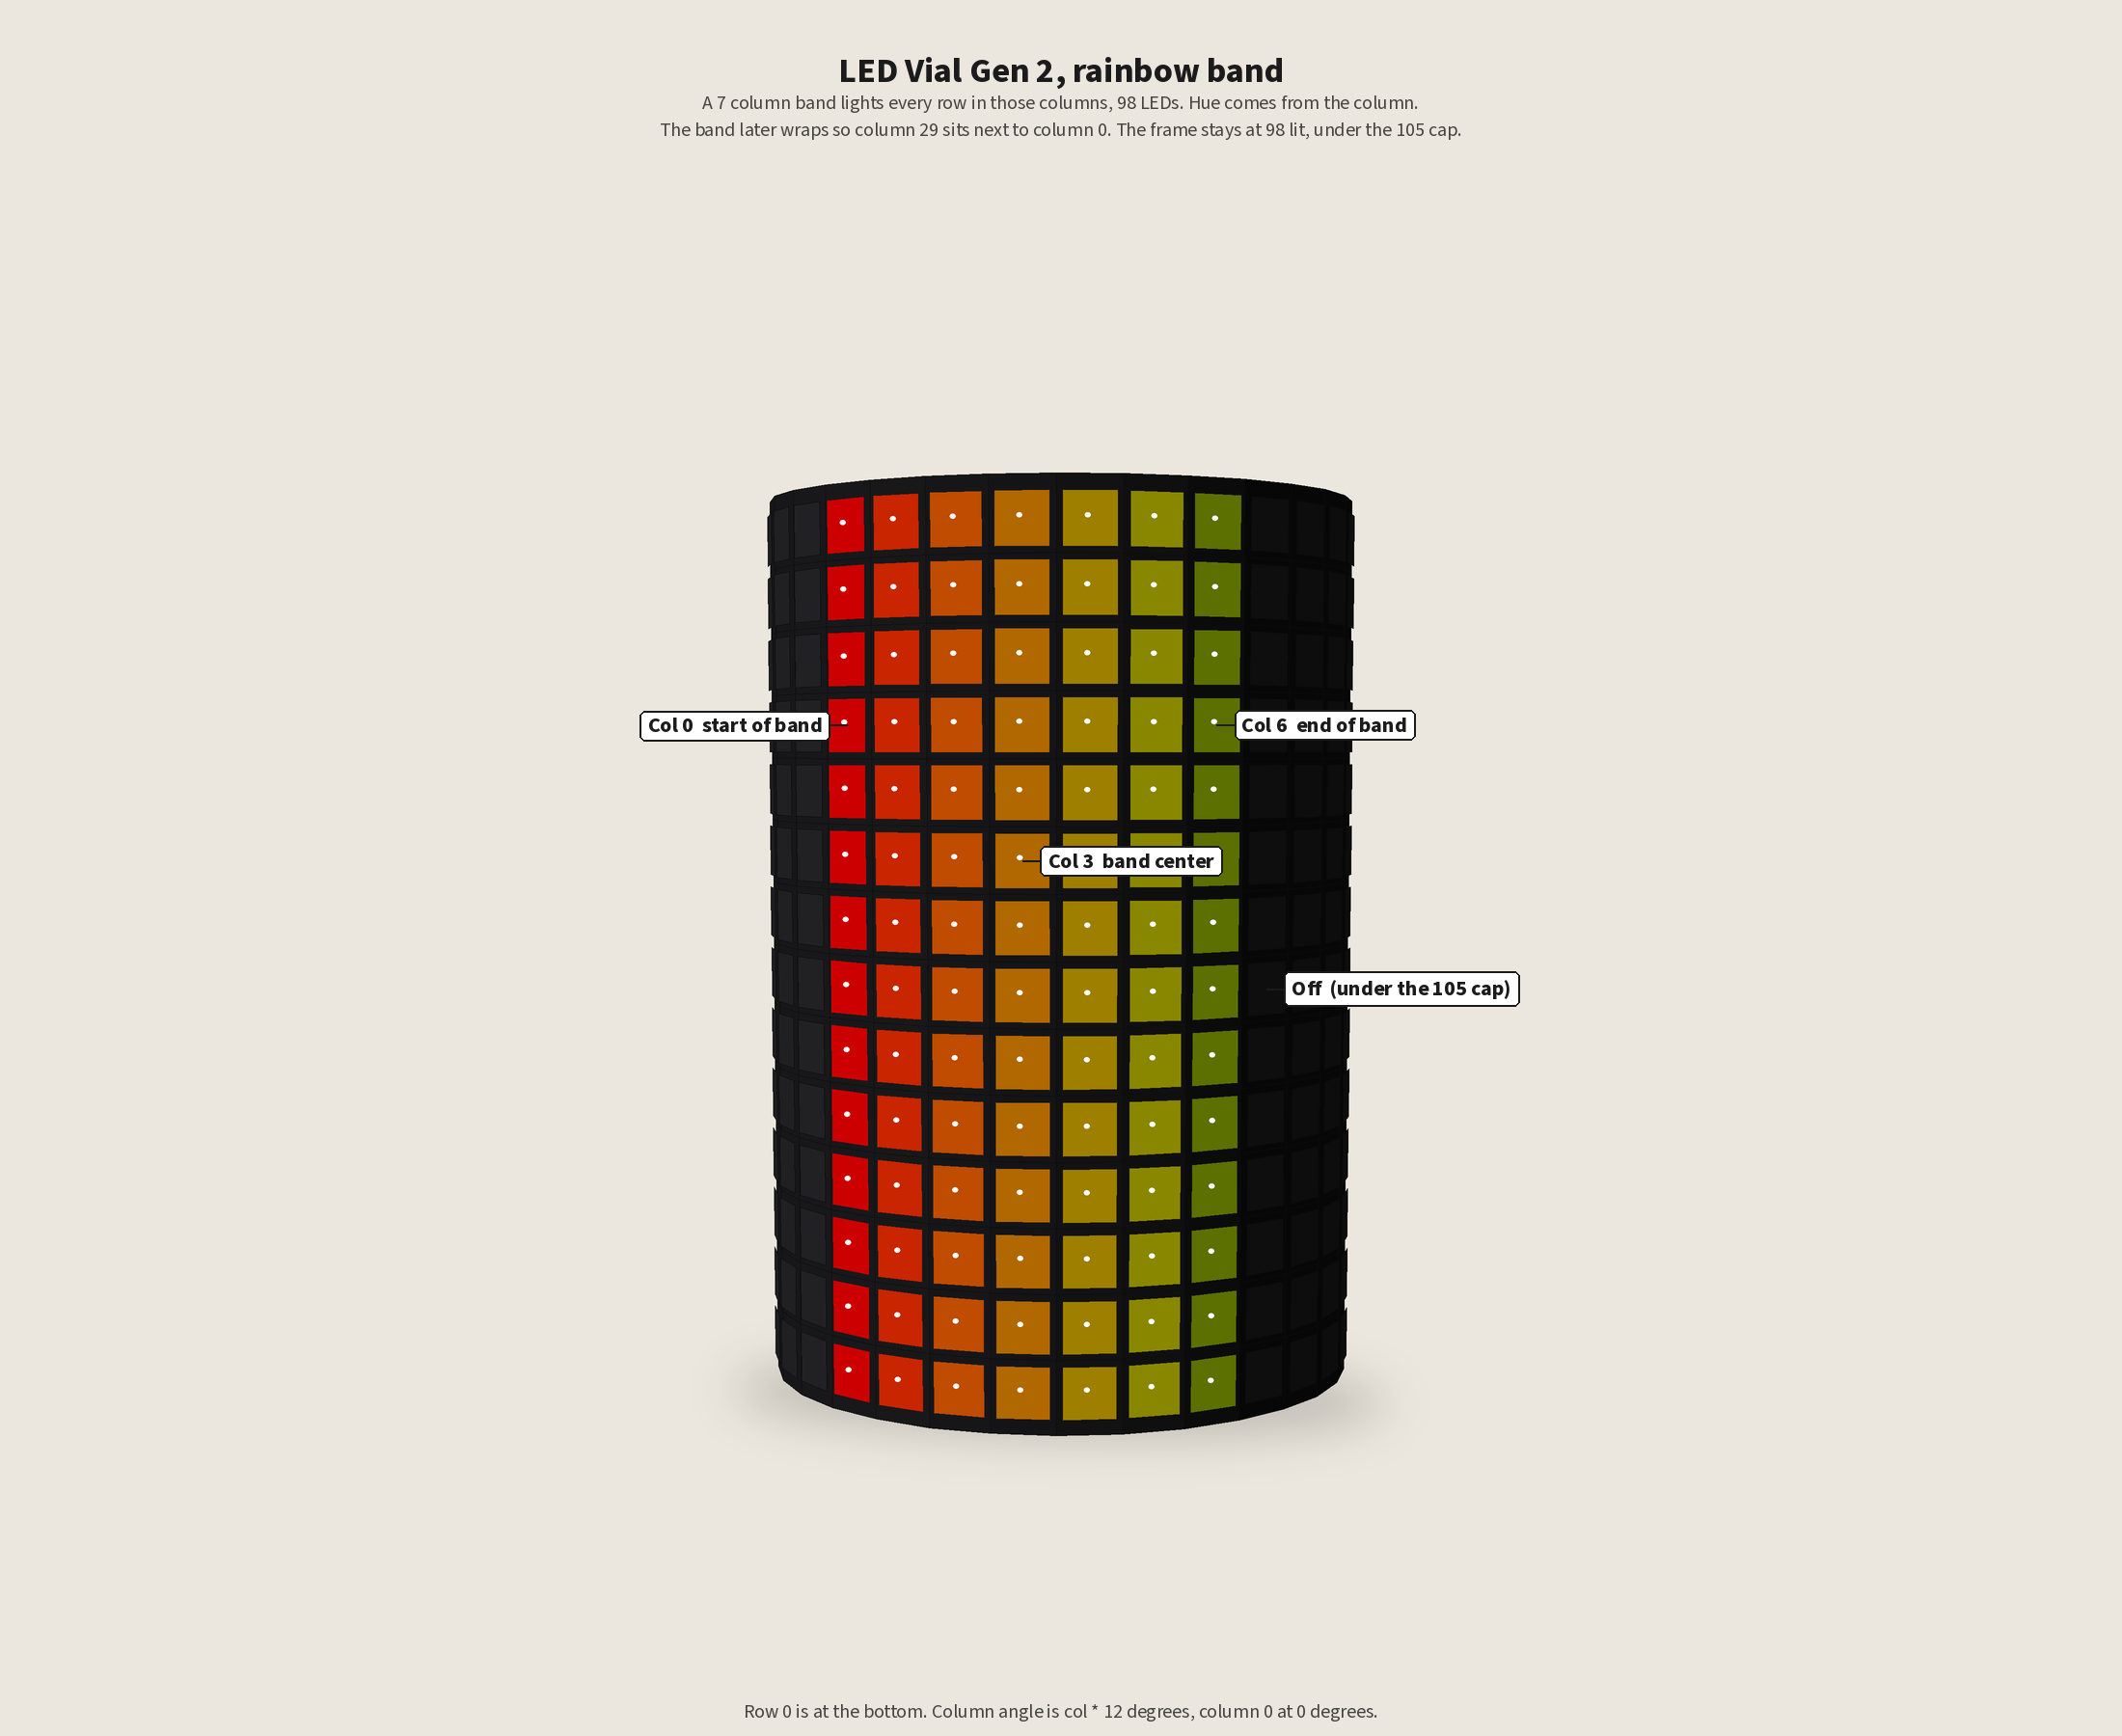 LED Vial Gen 2, rainbow band
A 7 column band lights every row in those columns, 98 LEDs. Hue comes from the column.
The band later wraps so column 29 sits next to column 0. The frame stays at 98 lit, under the 105 cap.
Col 0 start of band
Col 6 end of band
Col 3 band center
Off (under the 105 cap)
Row 0 is at the bottom. Column angle is col * 12 degrees, column 0 at 0 degrees.